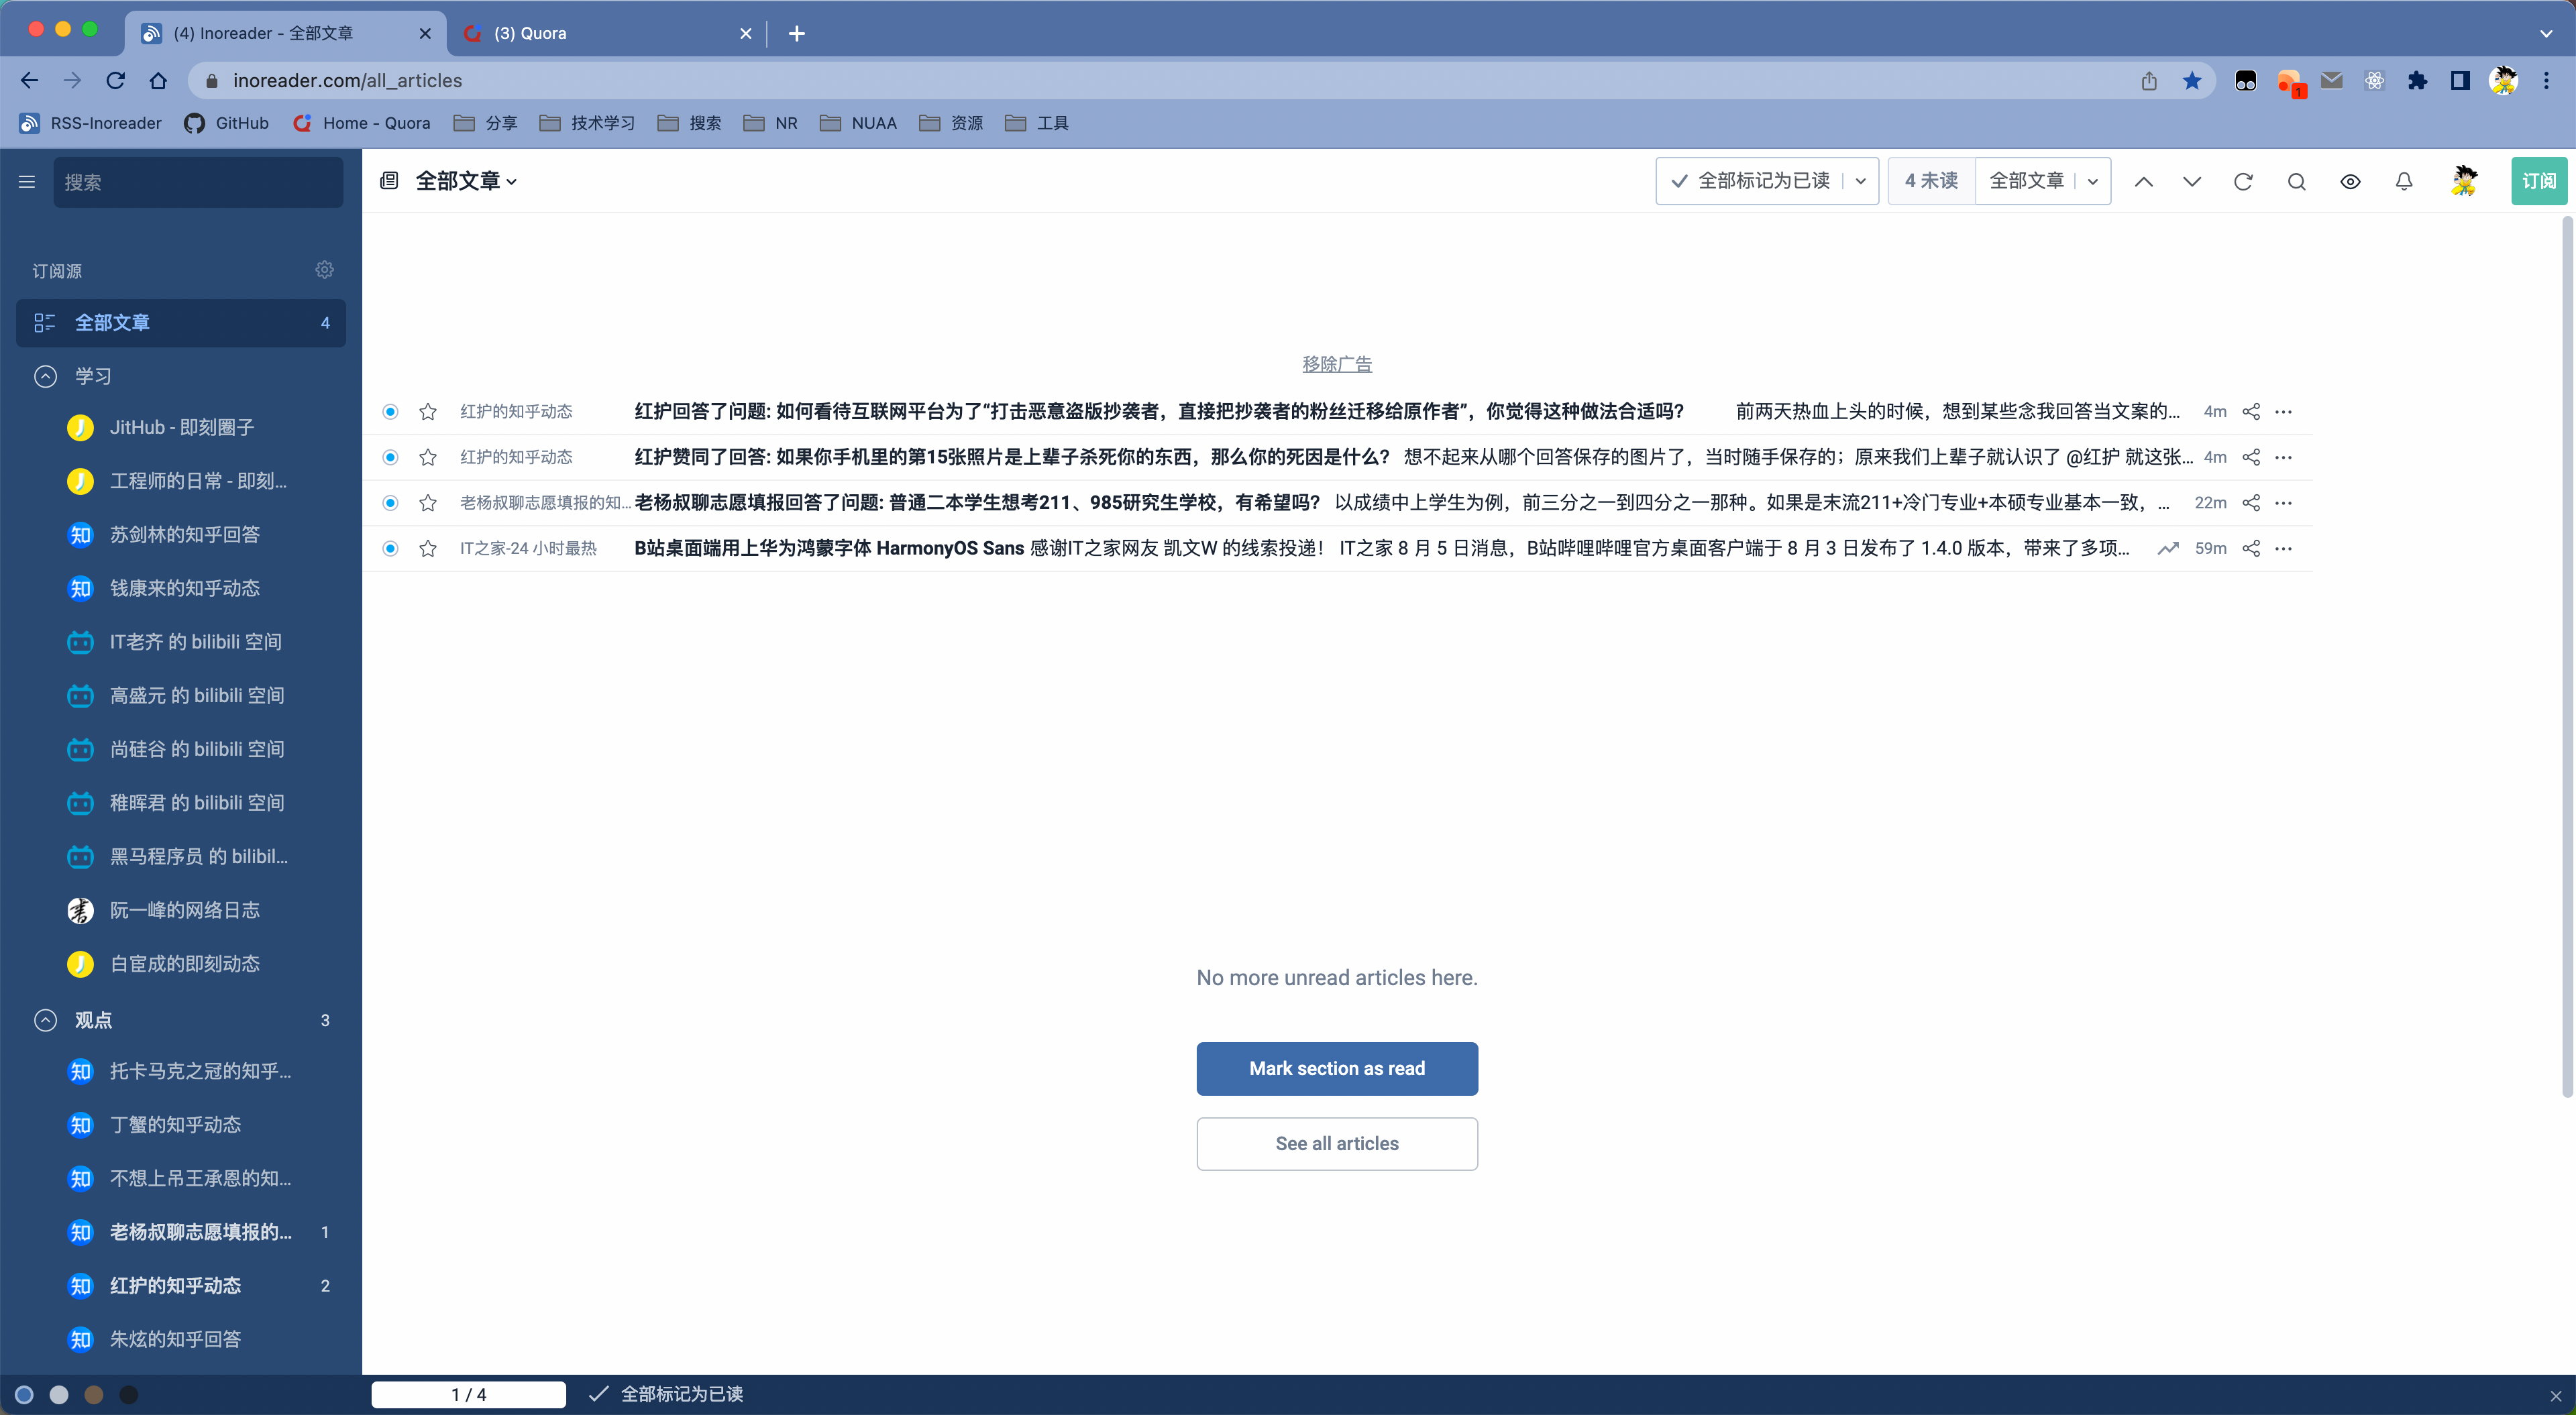 (4) Inoreader - 全部文章
(3) Quora
inoreader.com/all_articles
1
RSS-Inoreader GitHub Home - Quora 分享 技术学习 搜索 NR NUAA 资源 工具
搜索
全部文章
全部标记为已读
4 未读
全部文章
订阅
订阅源
全部文章 4
学习
JitHub - 即刻圈子
工程师的日常 - 即刻...
知 苏剑林的知乎回答
知 钱康来的知乎动态
IT老齐 的 bilibili 空间
高盛元 的 bilibili 空间
尚硅谷 的 bilibili 空间
稚晖君 的 bilibili 空间
黑马程序员 的 bilibil...
阮一峰的网络日志
白宦成的即刻动态
观点 3
知 托卡马克之冠的知乎...
知 丁蟹的知乎动态
知 不想上吊王承恩的知...
知 老杨叔聊志愿填报的... 1
知 红护的知乎动态 2
知 朱炫的知乎回答
移除广告
红护的知乎动态 红护回答了问题: 如何看待互联网平台为了“打击恶意盗版抄袭者，直接把抄袭者的粉丝迁移给原作者”，你觉得这种做法合适吗？ 前两天热血上头的时候，想到某些念我回答当文案的... 4m
红护的知乎动态 红护赞同了回答: 如果你手机里的第15张照片是上辈子杀死你的东西，那么你的死因是什么？ 想不起来从哪个回答保存的图片了，当时随手保存的；原来我们上辈子就认识了 @红护 就这张... 4m
老杨叔聊志愿填报的知... 老杨叔聊志愿填报回答了问题: 普通二本学生想考211、985研究生学校，有希望吗？ 以成绩中上学生为例，前三分之一到四分之一那种。如果是末流211+冷门专业+本硕专业基本一致，... 22m
IT之家-24 小时最热 B站桌面端用上华为鸿蒙字体 HarmonyOS Sans 感谢IT之家网友 凯文W 的线索投递！ IT之家 8 月 5 日消息，B站哔哩哔哩官方桌面客户端于 8 月 3 日发布了 1.4.0 版本，带来了多项... 59m
No more unread articles here.
Mark section as read
See all articles
1 / 4
全部标记为已读